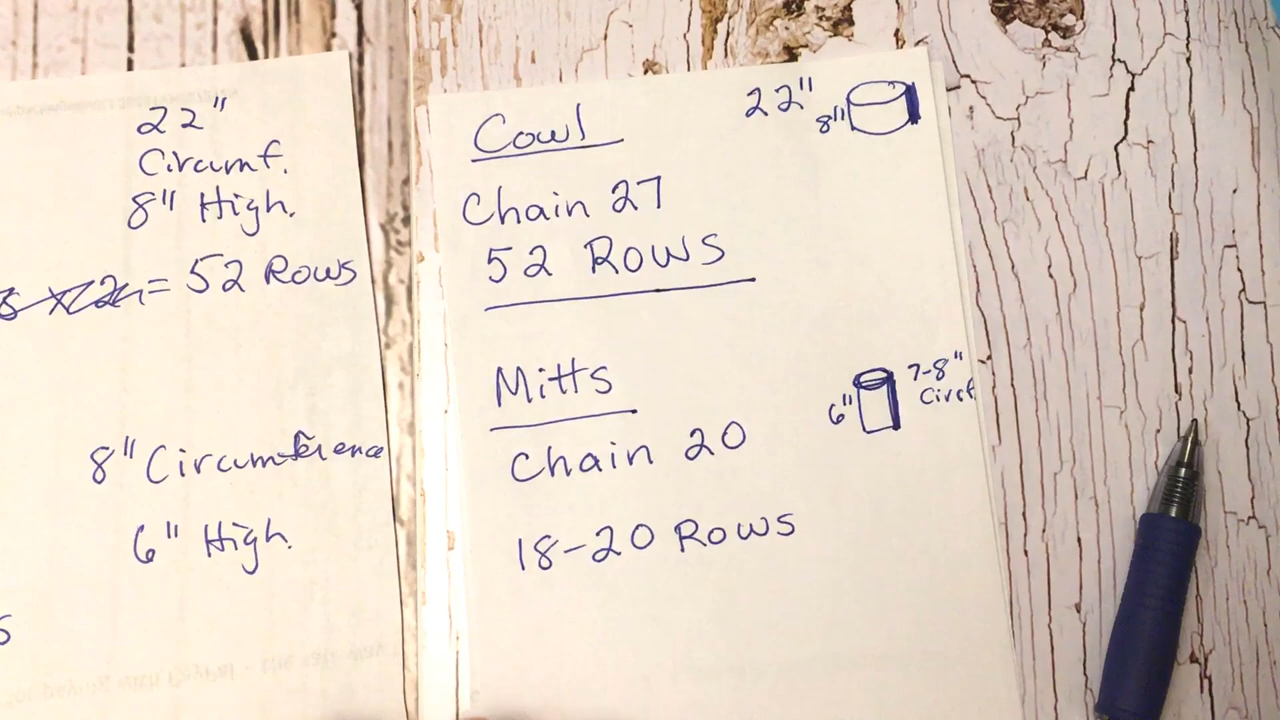 22"
Circumf.
8" High.
= 52 Rows
8" Circumference
6" High.
Cowl
22"
8"
Chain 27
52 Rows
Mitts
6"
7-8"
Circf
Chain 20
18-20 Rows